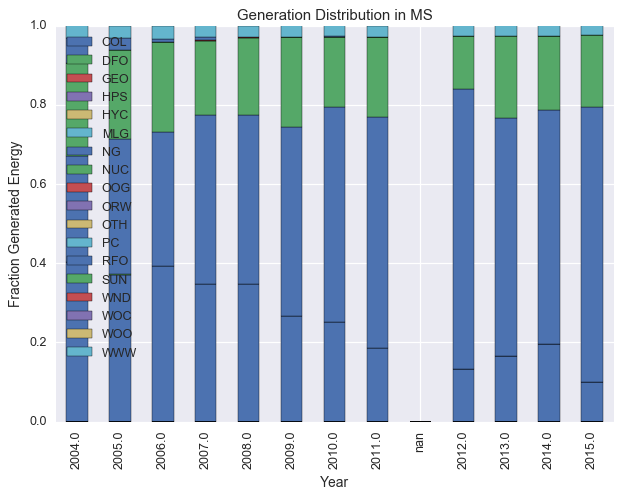 Generation Distribution in MS
1.0
0.8
0.6
0.4
0.2
0.0
Fraction Generated Energy
COL
DFO
GEO
HPS
HYC
MLG
NG
NUC
OOG
ORW
OTH
PC
RFO
SUN
WND
WOC
WOO
WWW
2004.0
2005.0
2006.0
2007.0
2008.0
2009.0
2010.0
2011.0
nan
2012.0
2013.0
2014.0
2015.0
Year